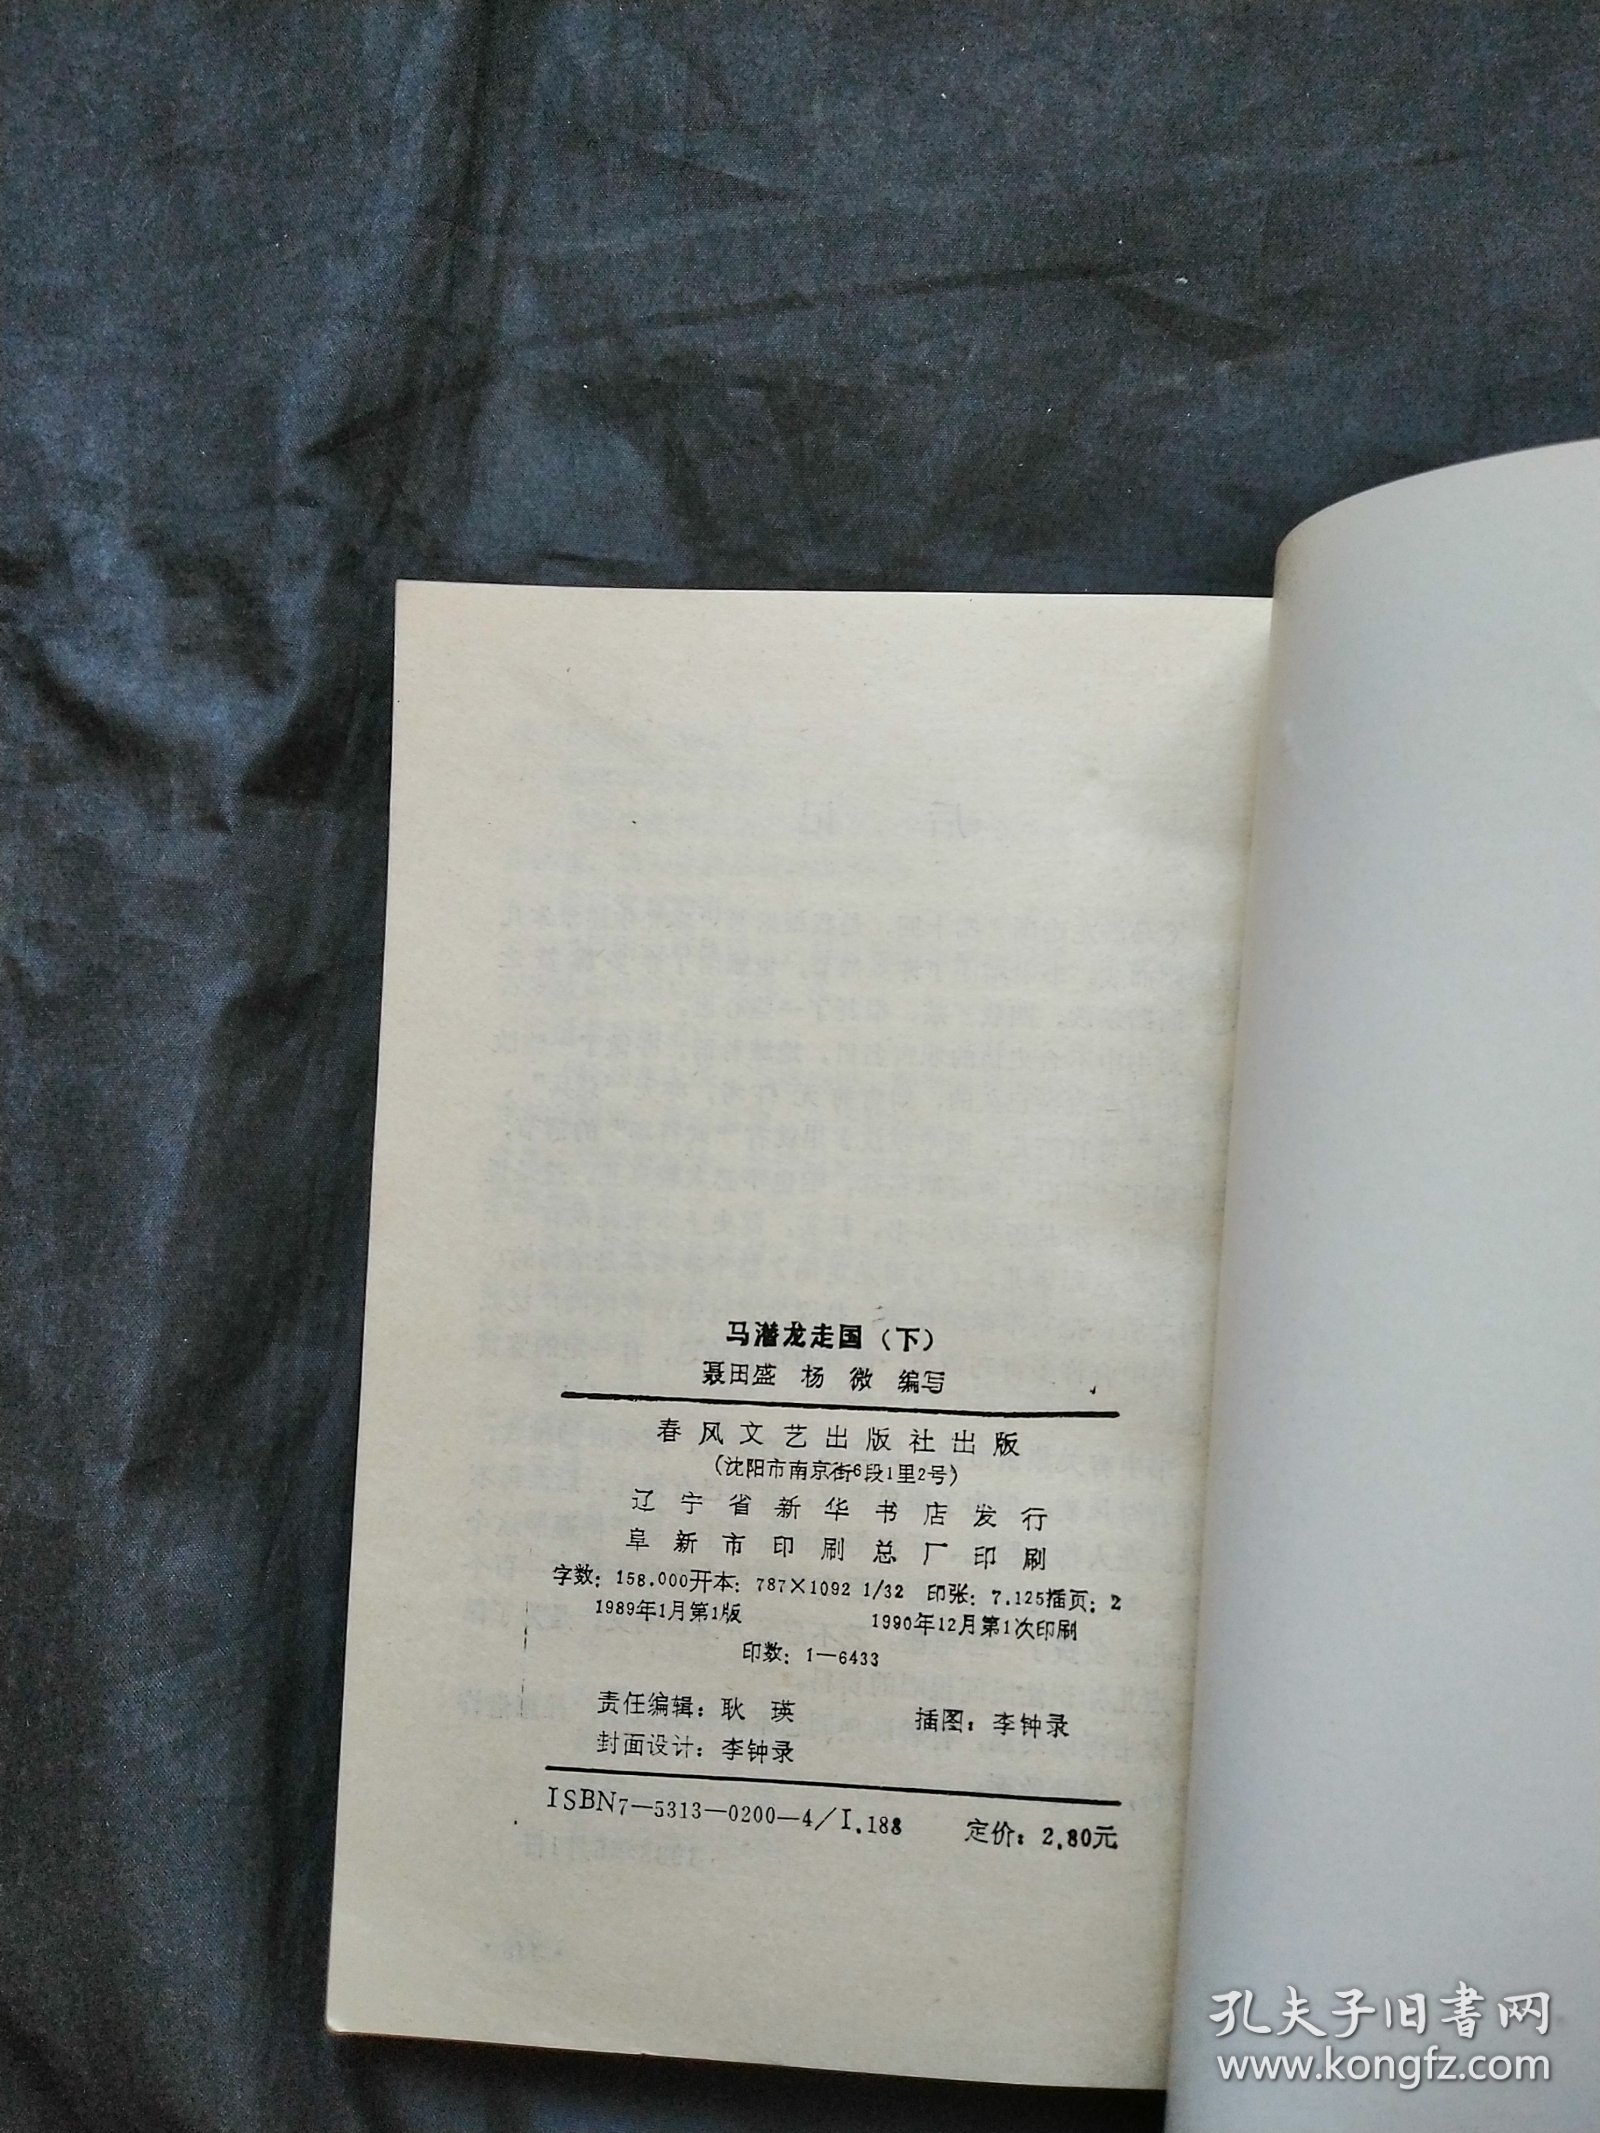 马潜龙走国（下）
聂田盛 杨 微 编写
春风文艺出版社出版
（沈阳市南京街6段1里2号）
辽宁省新华书店发行
阜新市印刷总厂印刷
字数：158.000开本：787×1092 1/32 印张：7.125插页：2
1989年1月第1版 1990年12月第1次印刷
印数：1—6433
责任编辑：耿 瑛 插图：李钟录
封面设计：李钟录
ISBN7—5313—0200—4/I.188 定价：2.80元
孔夫子旧书网
www.kongfz.com